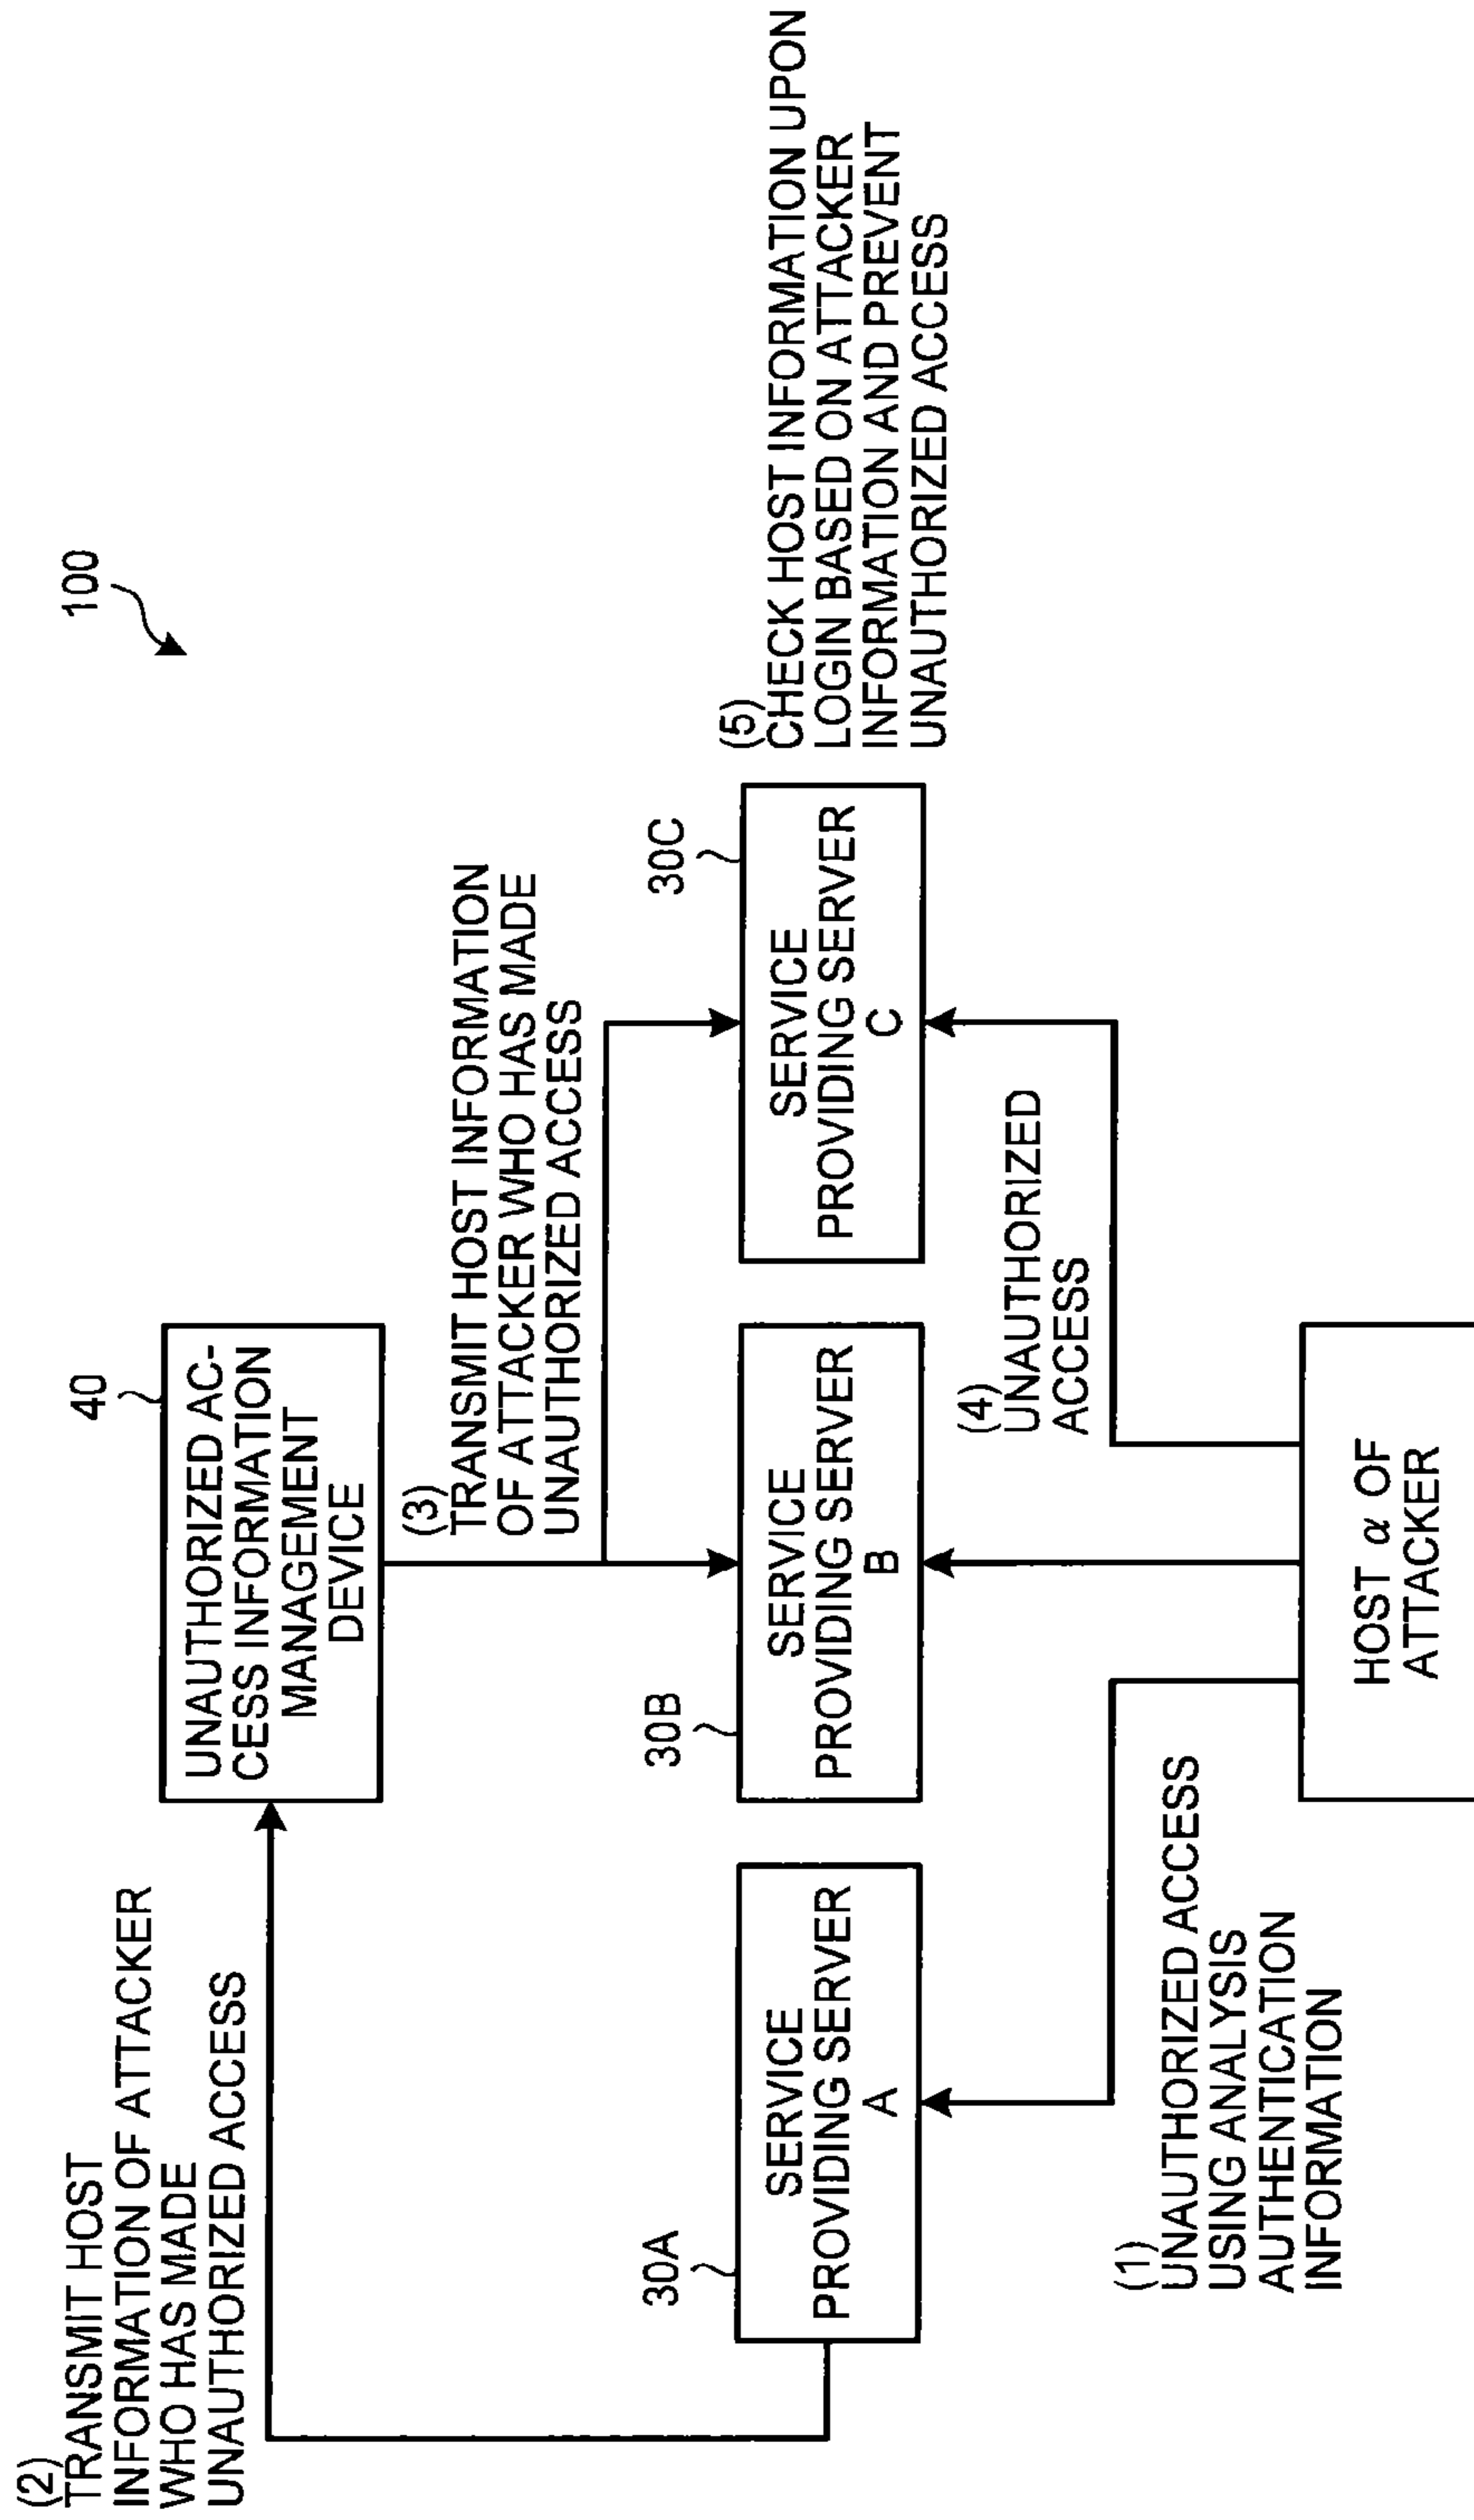 100
(2)
TRANSMIT HOST
INFORMATION OF ATTACKER
WHO HAS MADE
UNAUTHORIZED ACCESS
40
UNAUTHORIZED AC-
CESS INFORMATION
MANAGEMENT
DEVICE
(3)
TRANSMIT HOST INFORMATION
OF ATTACKER WHO HAS MADE
UNAUTHORIZED ACCESS
30A
SERVICE
PROVIDING SERVER
A
30B
SERVICE
PROVIDING SERVER
B
30C
SERVICE
PROVIDING SERVER
C
(5)
CHECK HOST INFORMATION UPON
LOGIN BASED ON ATTACKER
INFORMATION AND PREVENT
UNAUTHORIZED ACCESS
(4)
UNAUTHORIZED
ACCESS
(1)
UNAUTHORIZED ACCESS
USING ANALYSIS
AUTHENTICATION
INFORMATION
HOST α OF
ATTACKER